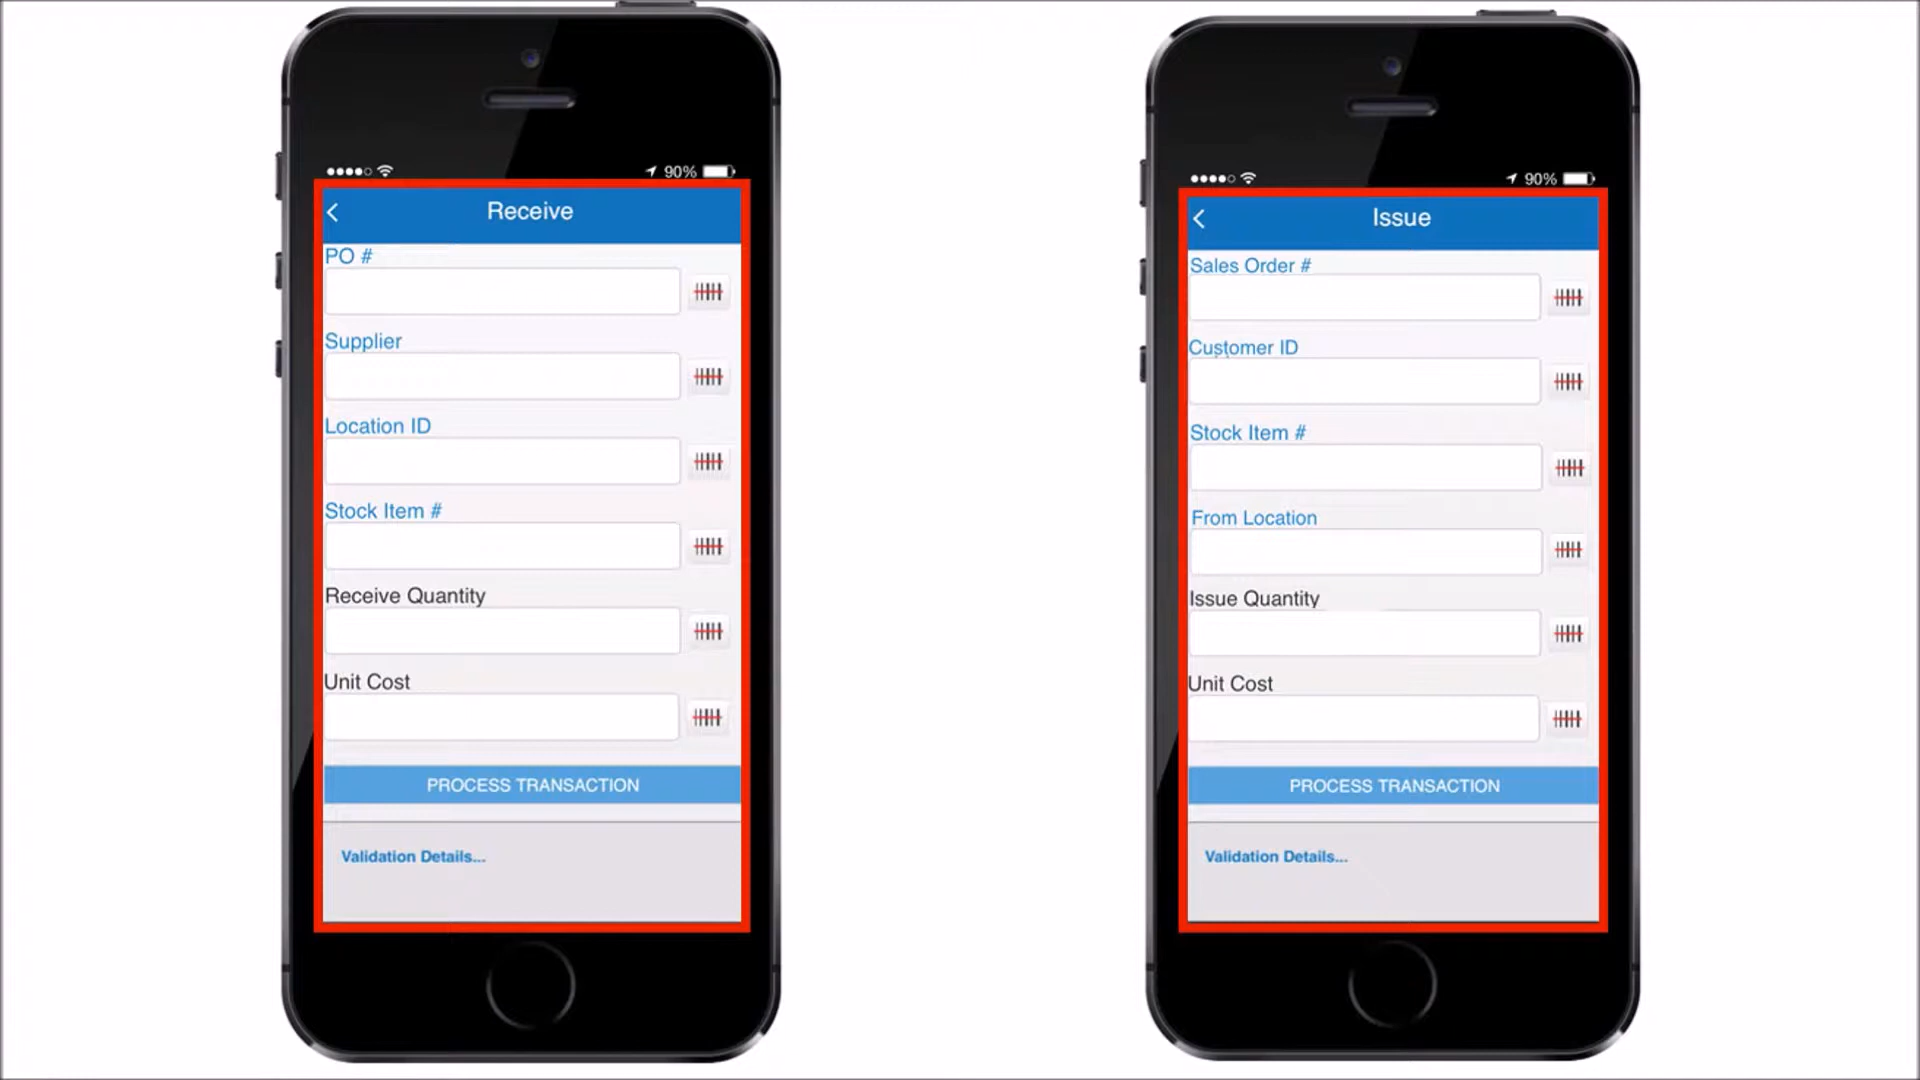 90%
Receive
PO #
Supplier
Location ID
Stock Item #
Receive Quantity
Unit Cost
PROCESS TRANSACTION
Validation Details...
90%
Issue
Sales Order #
Customer ID
Stock Item #
From Location
Issue Quantity
Unit Cost
PROCESS TRANSACTION
Validation Details...